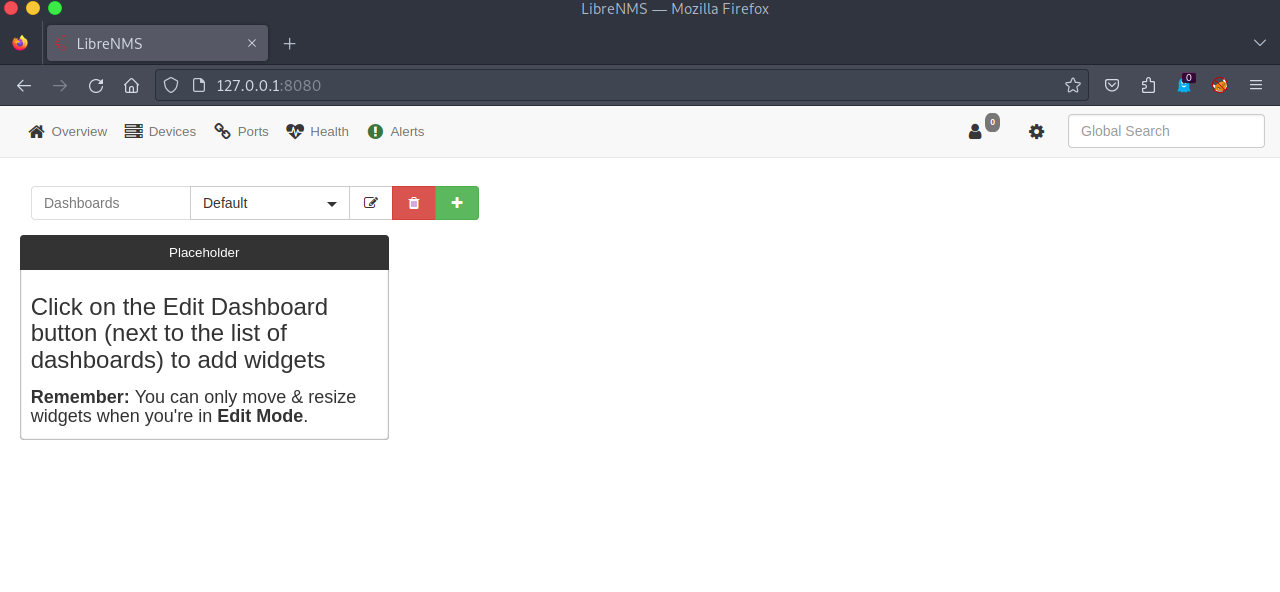 LibreNMS — Mozilla Firefox
LibreNMS
127.0.0.1:8080
0
Overview Devices Ports Health Alerts 0 Global Search
Dashboards Default
Placeholder
Click on the Edit Dashboard
button (next to the list of
dashboards) to add widgets
Remember: You can only move & resize
widgets when you're in Edit Mode.